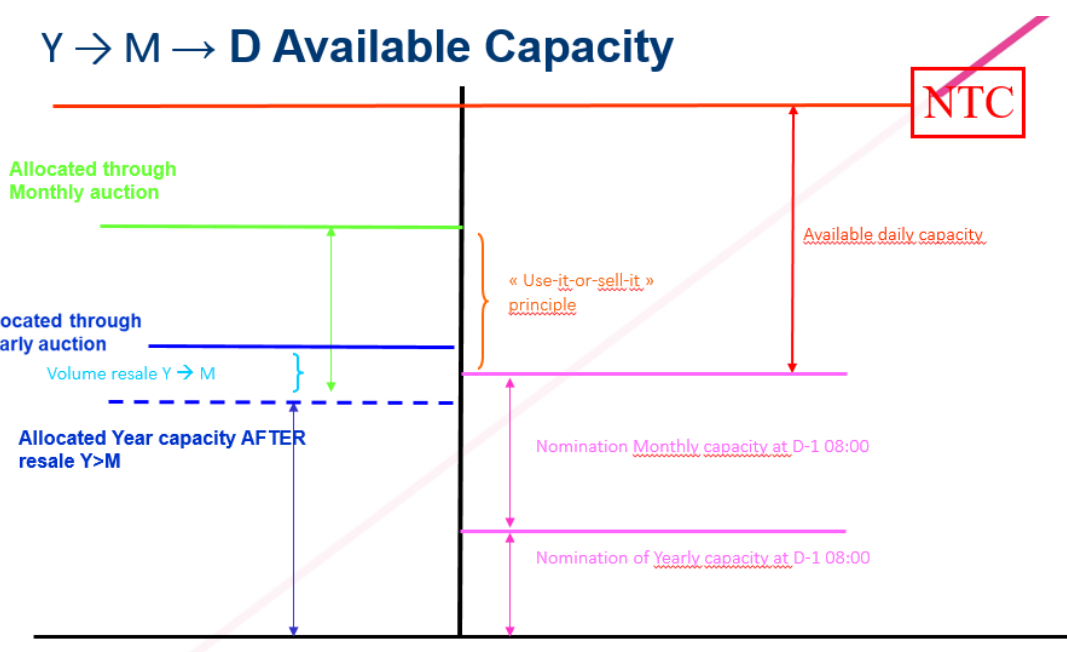 Y → M → D Available Capacity
NTC
Allocated through
Monthly auction
Available daily capacity
« Use-it-or-sell-it »
principle
ocated through
arly auction
Volume resale Y → M
Allocated Year capacity AFTER
resale Y>M
Nomination Monthly capacity at D-1 08:00
Nomination of Yearly capacity at D-1 08:00